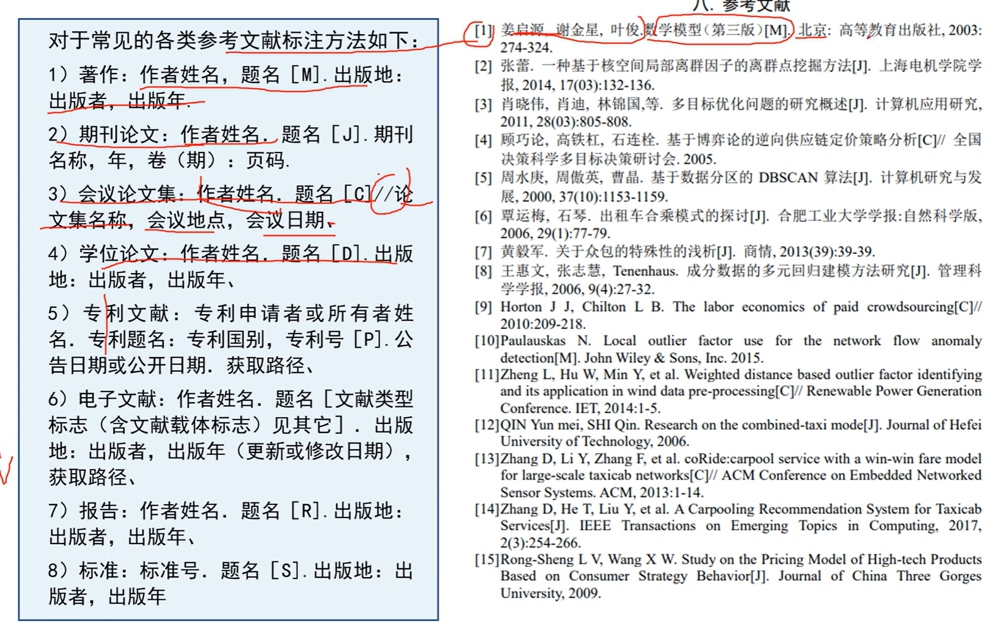 对于常见的各类参考文献标注方法如下：
1）著作：作者姓名，题名［M］.出版地：
出版者，出版年.
2）期刊论文：作者姓名．题名［J］.期刊
名称，年，卷（期）：页码.
3）会议论文集：作者姓名．题名［C］//论
文集名称，会议地点，会议日期、
4）学位论文：作者姓名．题名［D］.出版
地：出版者，出版年、
5）专利文献：专利申请者或所有者姓
名．专利题名：专利国别，专利号［P］.公
告日期或公开日期．获取路径、
6）电子文献：作者姓名．题名［文献类型
标志（含文献载体标志）见其它］．出版
地：出版者，出版年（更新或修改日期），
获取路径、
7）报告：作者姓名．题名［R］.出版地：
出版者，出版年、
8）标准：标准号．题名［S］.出版地：出
版者，出版年
八. 参考文献
[1] 姜启源, 谢金星, 叶俊.数学模型（第三版）[M]. 北京: 高等教育出版社, 2003:
274-324.
[2] 张蕾. 一种基于核空间局部离群因子的离群点挖掘方法[J]. 上海电机学院学
报, 2014, 17(03):132-136.
[3] 肖晓伟, 肖迪, 林锦国,等. 多目标优化问题的研究概述[J]. 计算机应用研究,
2011, 28(03):805-808.
[4] 顾巧论, 高铁杠, 石连栓. 基于博弈论的逆向供应链定价策略分析[C]// 全国
决策科学多目标决策研讨会. 2005.
[5] 周水庚, 周傲英, 曹晶. 基于数据分区的 DBSCAN 算法[J]. 计算机研究与发
展, 2000, 37(10):1153-1159.
[6] 覃运梅, 石琴. 出租车合乘模式的探讨[J]. 合肥工业大学学报:自然科学版,
2006, 29(1):77-79.
[7] 黄毅军. 关于众包的特殊性的浅析[J]. 商情, 2013(39):39-39.
[8] 王惠文, 张志慧, Tenenhaus. 成分数据的多元回归建模方法研究[J]. 管理科
学学报, 2006, 9(4):27-32.
[9] Horton J J, Chilton L B. The labor economics of paid crowdsourcing[C]//
2010:209-218.
[10]Paulauskas N. Local outlier factor use for the network flow anomaly
detection[M]. John Wiley & Sons, Inc. 2015.
[11]Zheng L, Hu W, Min Y, et al. Weighted distance based outlier factor identifying
and its application in wind data pre-processing[C]// Renewable Power Generation
Conference. IET, 2014:1-5.
[12]QIN Yun mei, SHI Qin. Research on the combined-taxi mode[J]. Journal of Hefei
University of Technology, 2006.
[13]Zhang D, Li Y, Zhang F, et al. coRide:carpool service with a win-win fare model
for large-scale taxicab networks[C]// ACM Conference on Embedded Networked
Sensor Systems. ACM, 2013:1-14.
[14]Zhang D, He T, Liu Y, et al. A Carpooling Recommendation System for Taxicab
Services[J]. IEEE Transactions on Emerging Topics in Computing, 2017,
2(3):254-266.
[15]Rong-Sheng L V, Wang X W. Study on the Pricing Model of High-tech Products
Based on Consumer Strategy Behavior[J]. Journal of China Three Gorges
University, 2009.